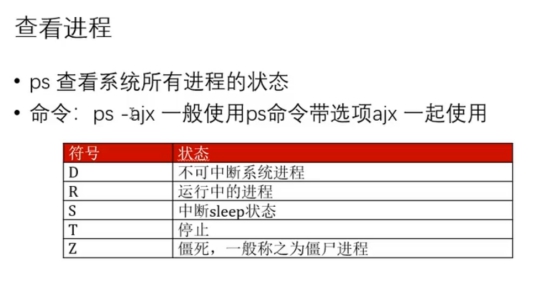 查看进程
• ps 查看系统所有进程的状态
• 命令：ps -ajx 一般使用ps命令带选项ajx 一起使用
符号 状态
D 不可中断系统进程
R 运行中的进程
S 中断sleep状态
T 停止
Z 僵死，一般称之为僵尸进程